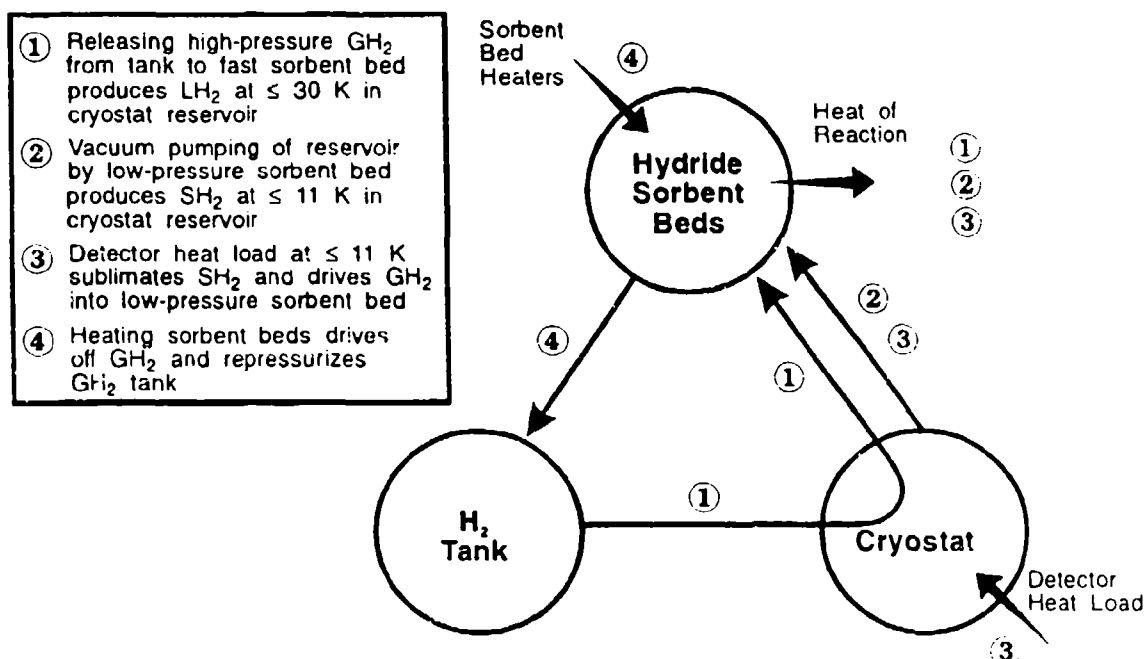 ① Releasing high-pressure GH₂
from tank to fast sorbent bed
produces LH₂ at ≤ 30 K in
cryostat reservoir
② Vacuum pumping of reservoir
by low-pressure sorbent bed
produces SH₂ at ≤ 11 K in
cryostat reservoir
③ Detector heat load at ≤ 11 K
sublimates SH₂ and drives GH₂
into low-pressure sorbent bed
④ Heating sorbent beds drives
off GH₂ and repressurizes
GH₂ tank
Sorbent
Bed
Heaters
④
Hydride
Sorbent
Beds
Heat of
Reaction
①
②
③
④
②
③
①
①
H₂
Tank
Cryostat
Detector
Heat Load
③